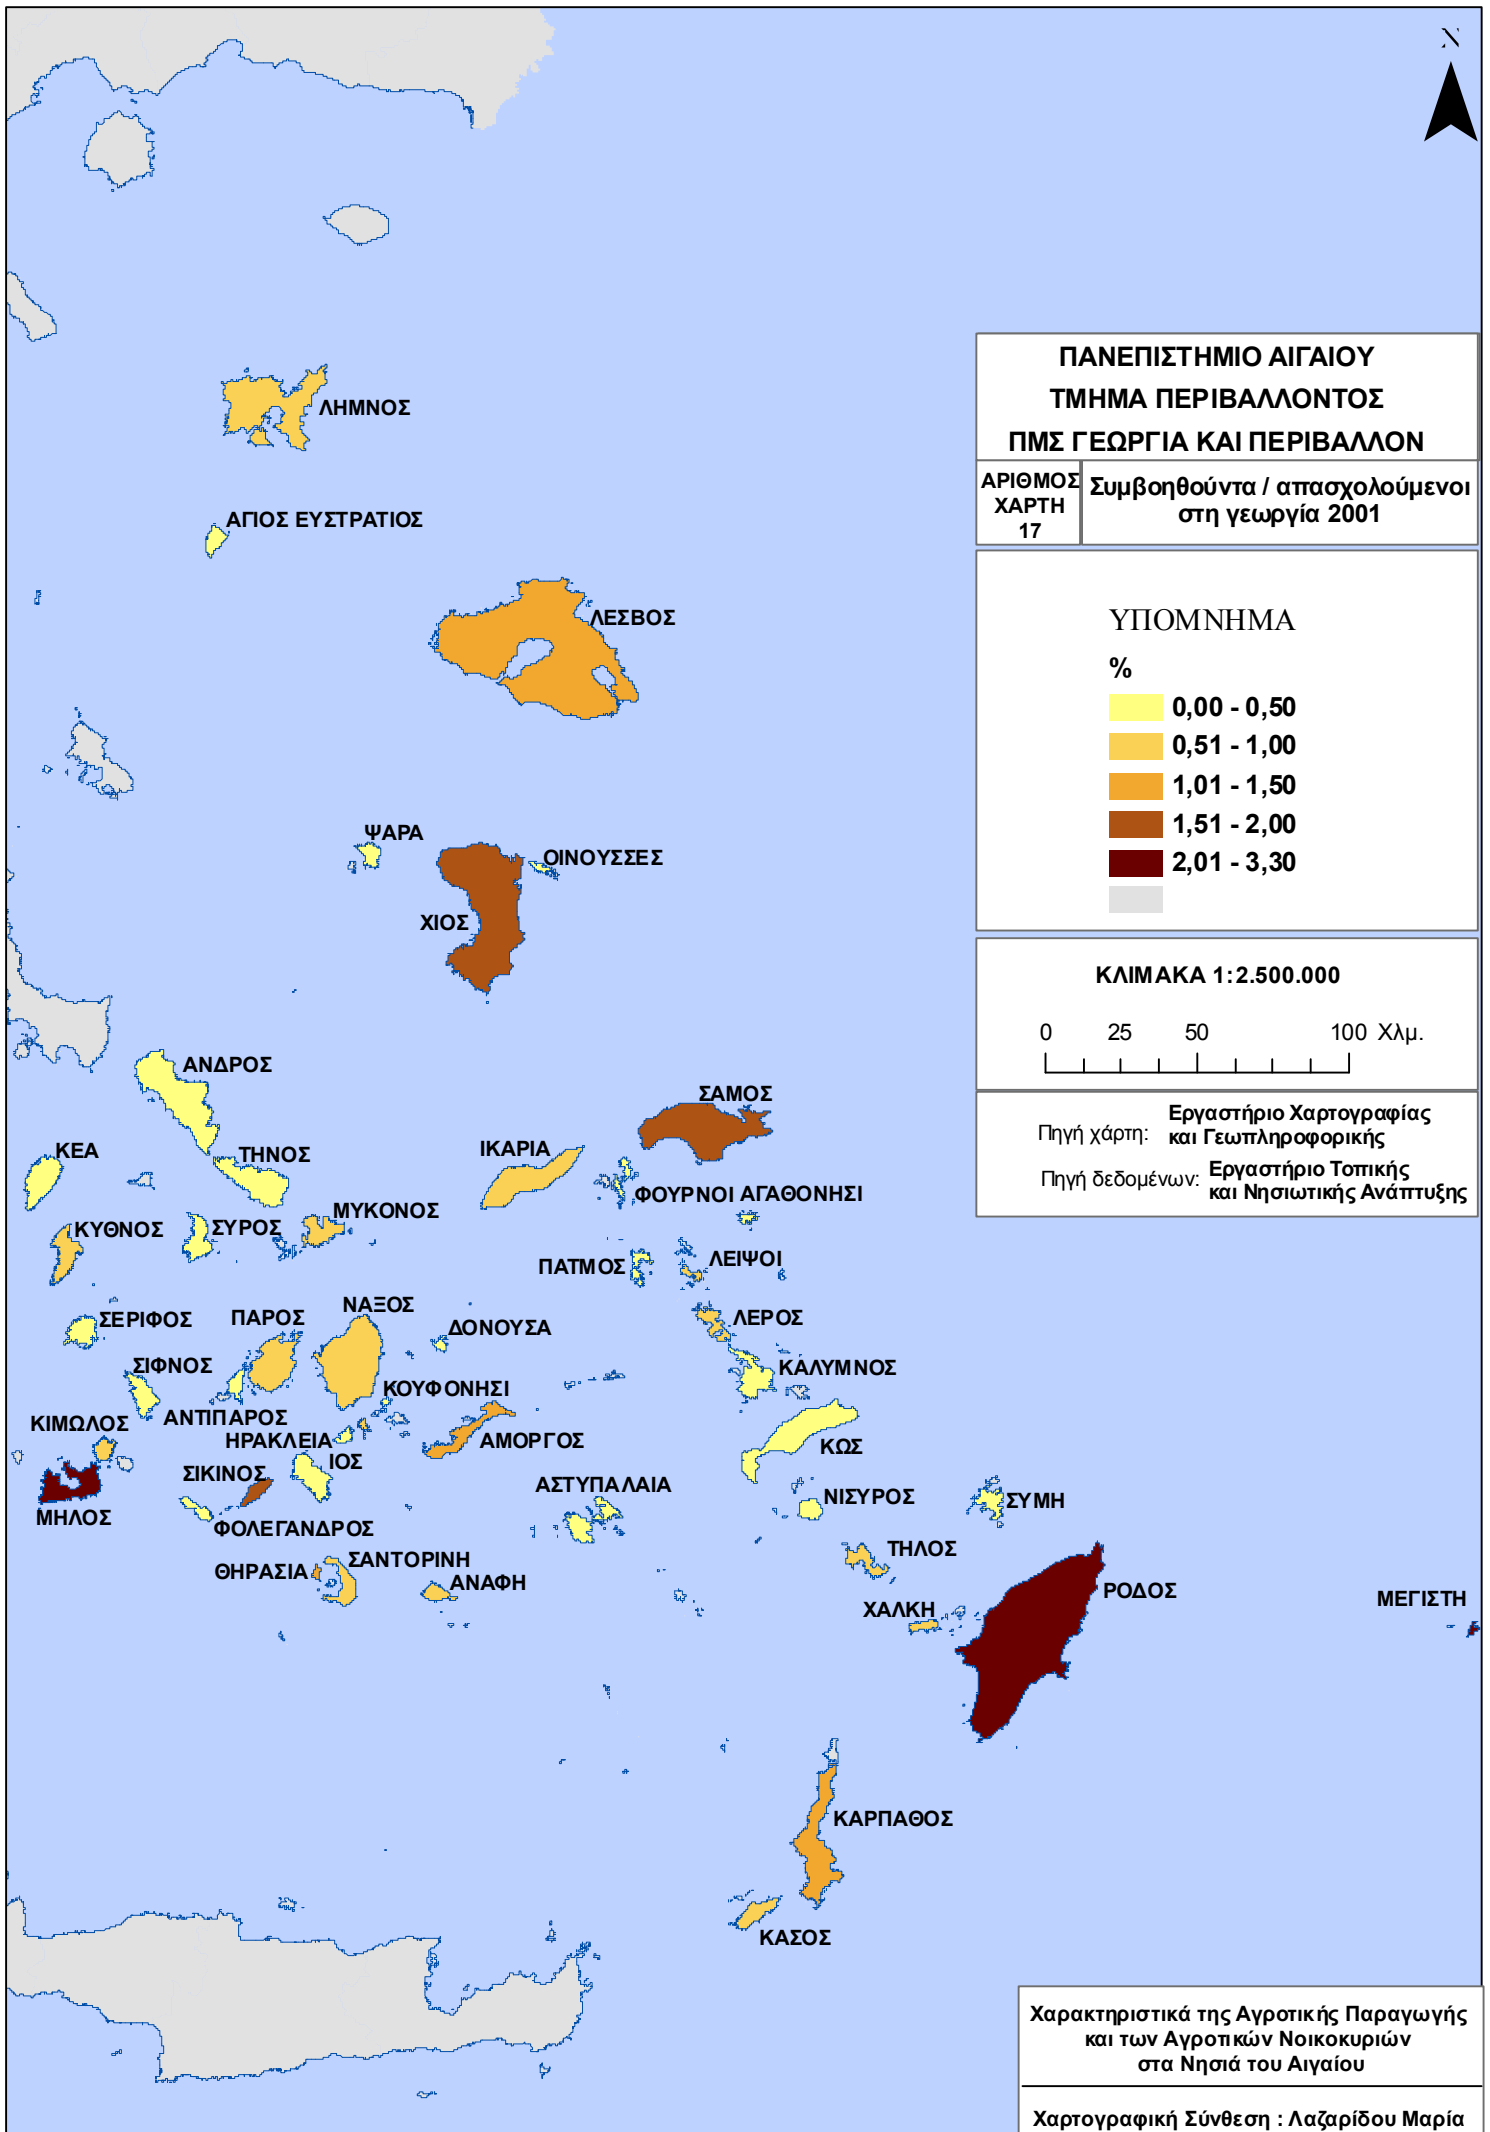 N
ΠΑΝΕΠΙΣΤΗΜΙΟ ΑΙΓΑΙΟΥ
ΤΜΗΜΑ ΠΕΡΙΒΑΛΛΟΝΤΟΣ
ΠΜΣ ΓΕΩΡΓΙΑ ΚΑΙ ΠΕΡΙΒΑΛΛΟΝ
ΑΡΙΘΜΟΣ
ΧΑΡΤΗ
17
Συμβοηθούντα / απασχολούμενοι
στη γεωργία 2001
ΥΠΟΜΝΗΜΑ
%
0,00 - 0,50
0,51 - 1,00
1,01 - 1,50
1,51 - 2,00
2,01 - 3,30
ΚΛΙΜΑΚΑ 1:2.500.000
0 25 50 100 Χλμ.
Πηγή χάρτη: Εργαστήριο Χαρτογραφίας
και Γεωπληροφορικής
Πηγή δεδομένων: Εργαστήριο Τοπικής
και Νησιωτικής Ανάπτυξης
ΛΗΜΝΟΣ
ΑΓΙΟΣ ΕΥΣΤΡΑΤΙΟΣ
ΛΕΣΒΟΣ
ΨΑΡΑ
ΟΙΝΟΥΣΣΕΣ
ΧΙΟΣ
ΑΝΔΡΟΣ
ΣΑΜΟΣ
ΚΕΑ
ΤΗΝΟΣ
ΙΚΑΡΙΑ
ΦΟΥΡΝΟΙ
ΑΓΑΘΟΝΗΣΙ
ΚΥΘΝΟΣ
ΣΥΡΟΣ
ΜΥΚΟΝΟΣ
ΠΑΤΜΟΣ
ΛΕΙΨΟΙ
ΣΕΡΙΦΟΣ
ΠΑΡΟΣ
ΝΑΞΟΣ
ΔΟΝΟΥΣΑ
ΛΕΡΟΣ
ΣΙΦΝΟΣ
ΚΑΛΥΜΝΟΣ
ΚΟΥΦΟΝΗΣΙ
ΑΝΤΙΠΑΡΟΣ
ΚΙΜΩΛΟΣ
ΗΡΑΚΛΕΙΑ
ΑΜΟΡΓΟΣ
ΚΩΣ
ΙΟΣ
ΣΙΚΙΝΟΣ
ΑΣΤΥΠΑΛΑΙΑ
ΝΙΣΥΡΟΣ
ΣΥΜΗ
ΜΗΛΟΣ
ΦΟΛΕΓΑΝΔΡΟΣ
ΤΗΛΟΣ
ΣΑΝΤΟΡΙΝΗ
ΘΗΡΑΣΙΑ
ΑΝΑΦΗ
ΡΟΔΟΣ
ΜΕΓΙΣΤΗ
ΧΑΛΚΗ
ΚΑΡΠΑΘΟΣ
ΚΑΣΟΣ
Χαρακτηριστικά της Αγροτικής Παραγωγής
και των Αγροτικών Νοικοκυριών
στα Νησιά του Αιγαίου
Χαρτογραφική Σύνθεση : Λαζαρίδου Μαρία